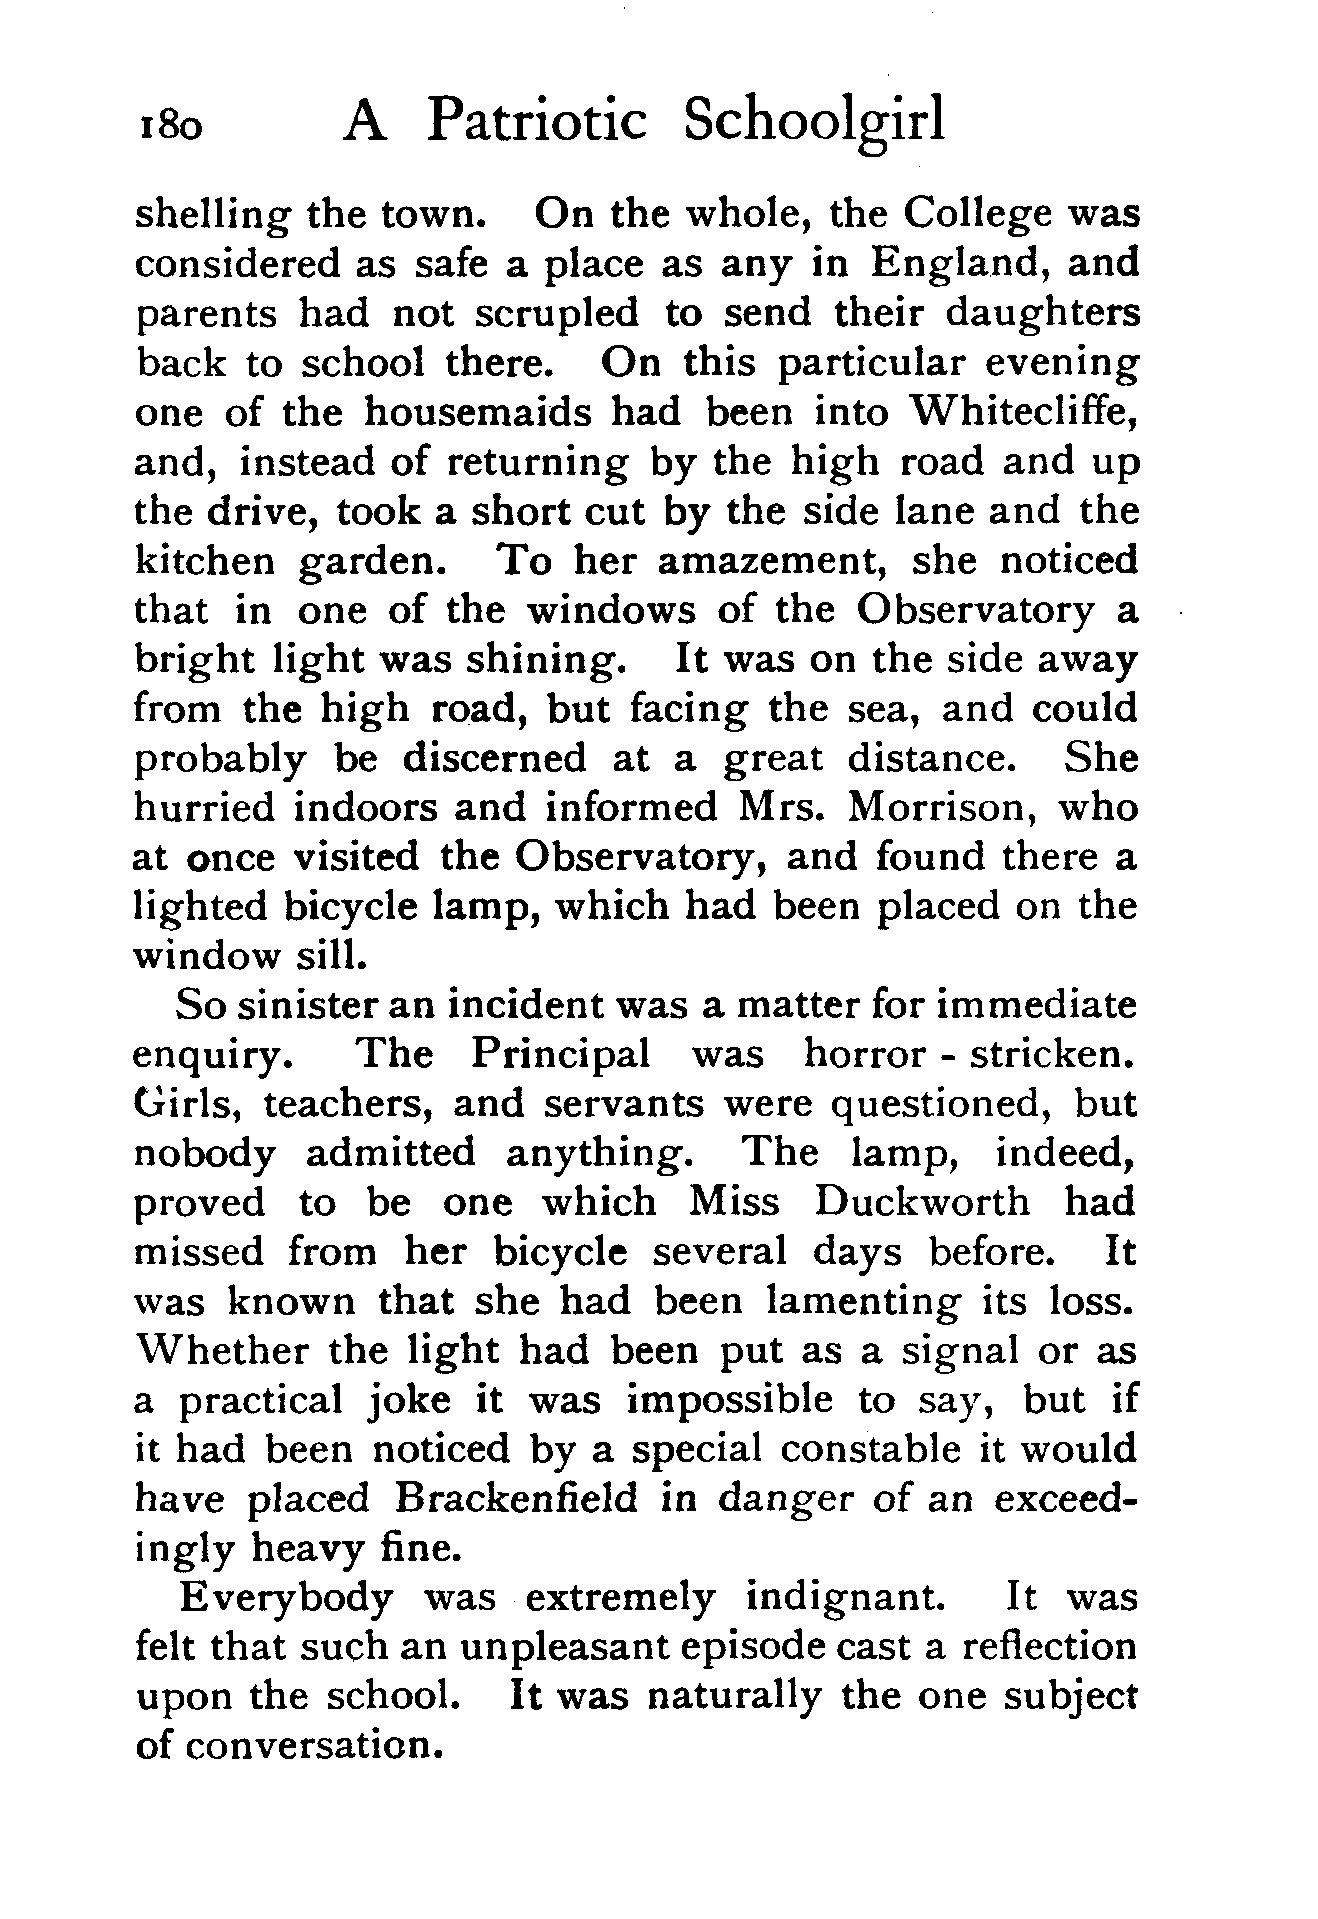 180 A Patriotic Schoolgirl
shelling the town. On the whole, the College was
considered as safe a place as any in England, and
parents had not scrupled to send their daughters
back to school there. On this particular evening
one of the housemaids had been into Whitecliffe,
and, instead of returning by the high road and up
the drive, took a short cut by the side lane and the
kitchen garden. To her amazement, she noticed
that in one of the windows of the Observatory a
bright light was shining. It was on the side away
from the high road, but facing the sea, and could
probably be discerned at a great distance. She
hurried indoors and informed Mrs. Morrison, who
at once visited the Observatory, and found there a
lighted bicycle lamp, which had been placed on the
window sill.
So sinister an incident was a matter for immediate
enquiry. The Principal was horror-stricken.
Girls, teachers, and servants were questioned, but
nobody admitted anything. The lamp, indeed,
proved to be one which Miss Duckworth had
missed from her bicycle several days before. It
was known that she had been lamenting its loss.
Whether the light had been put as a signal or as
a practical joke it was impossible to say, but if
it had been noticed by a special constable it would
have placed Brackenfield in danger of an exceed-
ingly heavy fine.
Everybody was extremely indignant. It was
felt that such an unpleasant episode cast a reflection
upon the school. It was naturally the one subject
of conversation.